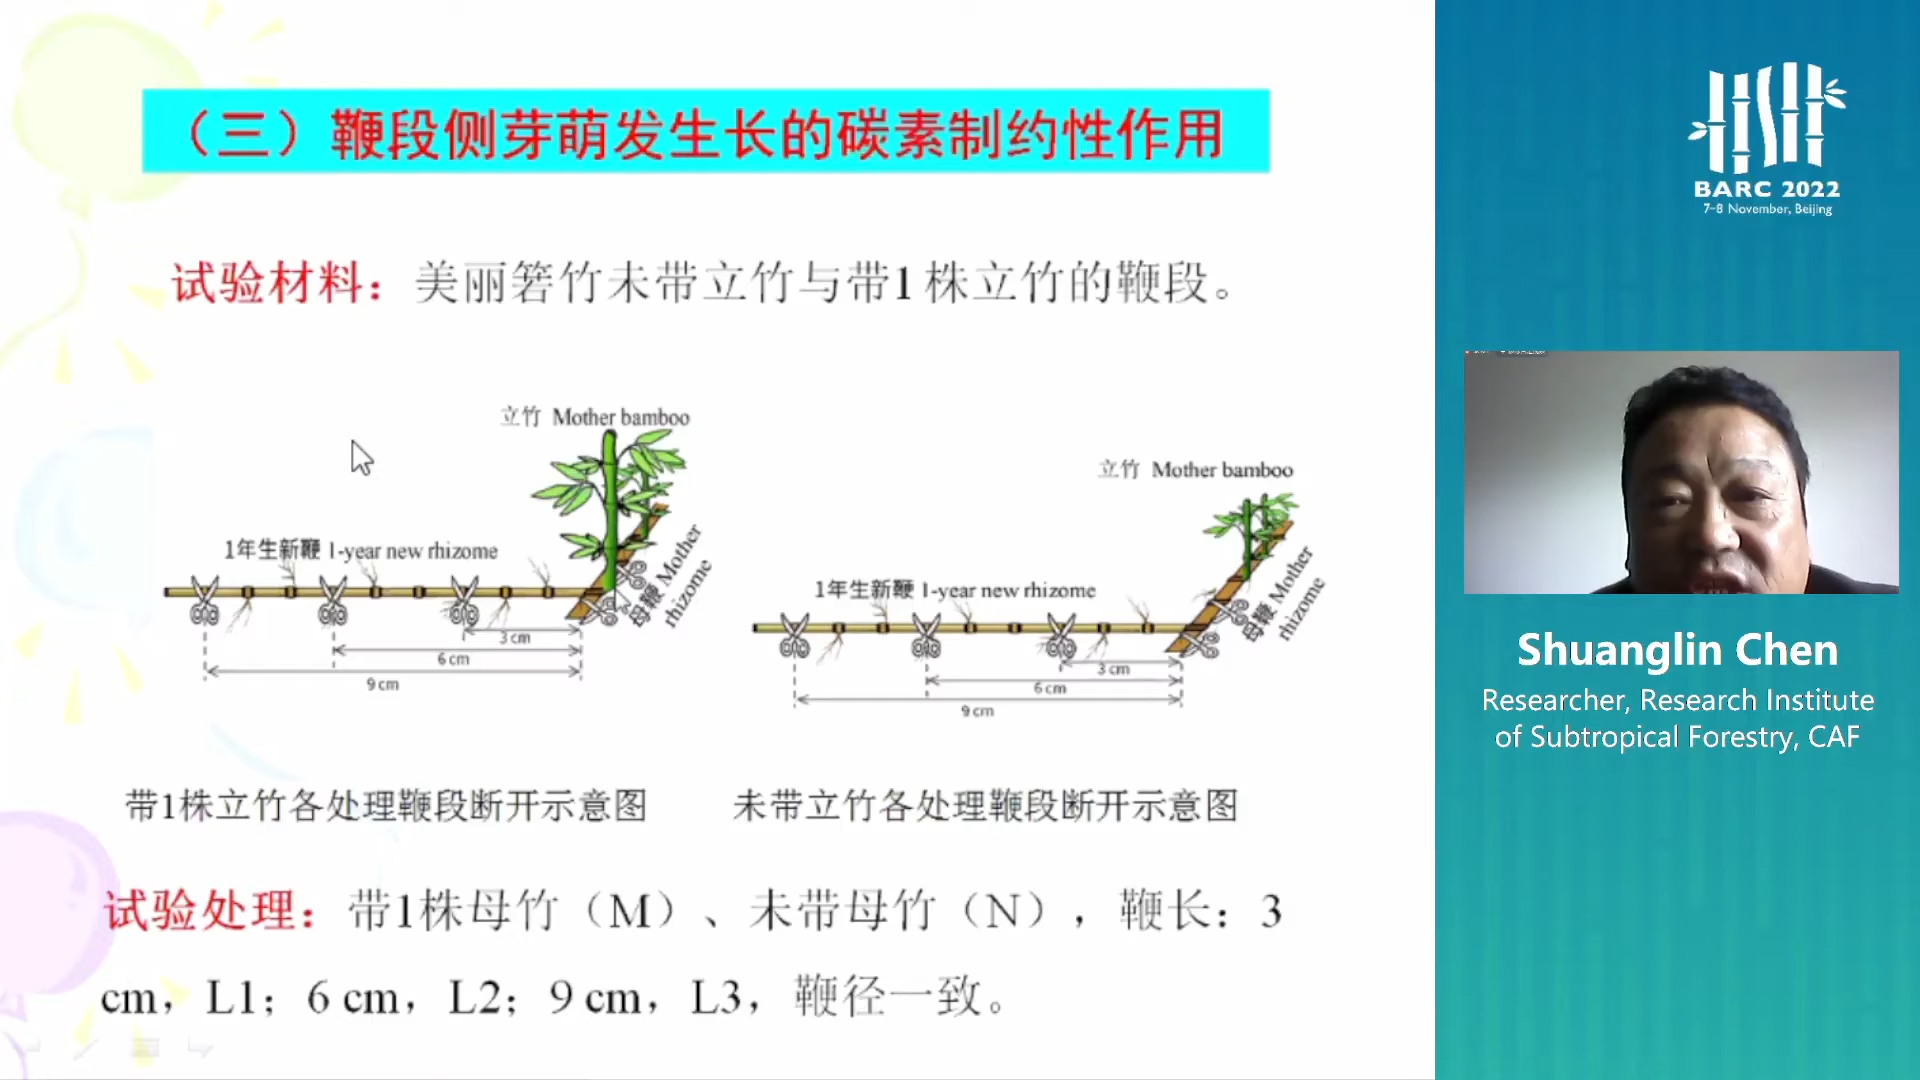 （三）鞭段侧芽萌发生长的碳素制约性作用
试验材料：美丽箬竹未带立竹与带1株立竹的鞭段。
立竹 Mother bamboo
1年生新鞭 1-year new rhizome
母鞭 Mother
rhizome
3 cm
6 cm
9 cm
立竹 Mother bamboo
1年生新鞭 1-year new rhizome
母鞭 Mother
rhizome
3 cm
6 cm
9 cm
带1株立竹各处理鞭段断开示意图
未带立竹各处理鞭段断开示意图
试验处理：带1株母竹（M）、未带母竹（N），鞭长：3
cm，L1；6 cm，L2；9 cm，L3，鞭径一致。
BARC 2022
7-8 November, Beijing
Shuanglin Chen
Researcher, Research Institute
of Subtropical Forestry, CAF